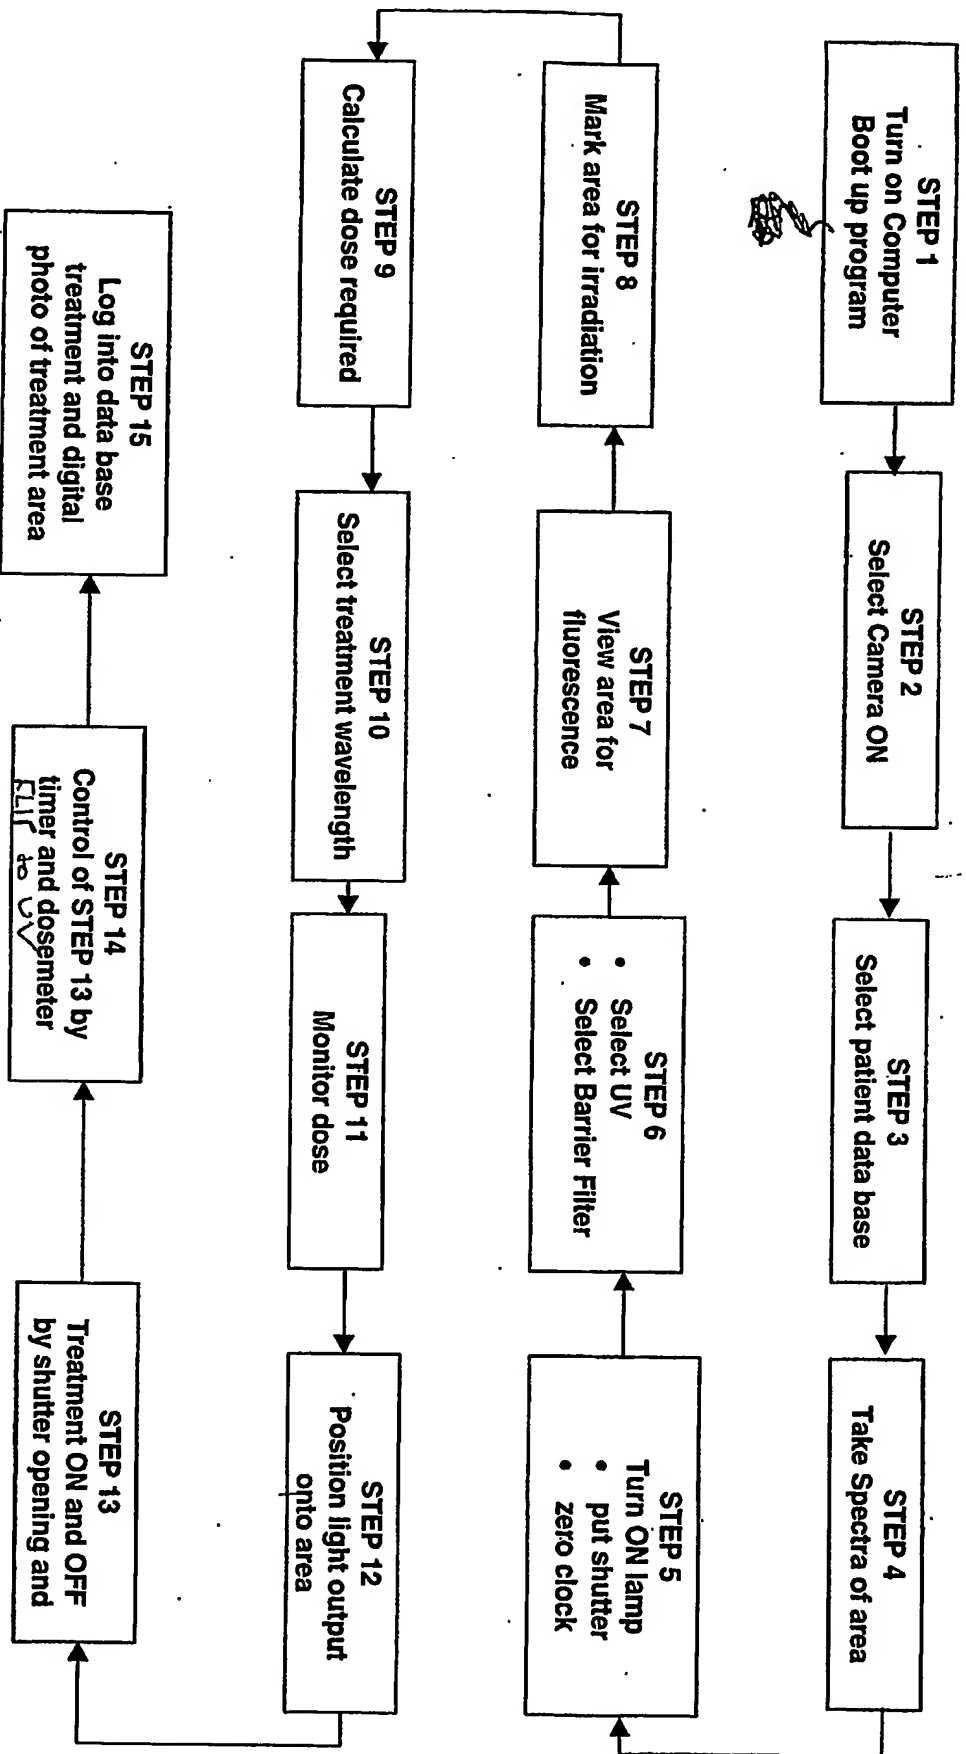 STEP 1
Turn on Computer
Boot up program
STEP 2
Select Camera ON
STEP 3
Select patient data base
STEP 4
Take Spectra of area
STEP 5
Turn ON lamp
• put shutter
• zero clock
STEP 6
• Select UV
• Select Barrier Filter
STEP 7
View area for
fluorescence
STEP 8
Mark area for irradiation
STEP 9
Calculate dose required
STEP 10
Select treatment wavelength
STEP 11
Monitor dose
STEP 12
Position light output
onto area
STEP 13
Treatment ON and OFF
by shutter opening and
STEP 14
Control of STEP 13 by
timer and dosemeter
FLIP to UV
STEP 15
Log into data base
treatment and digital
photo of treatment area